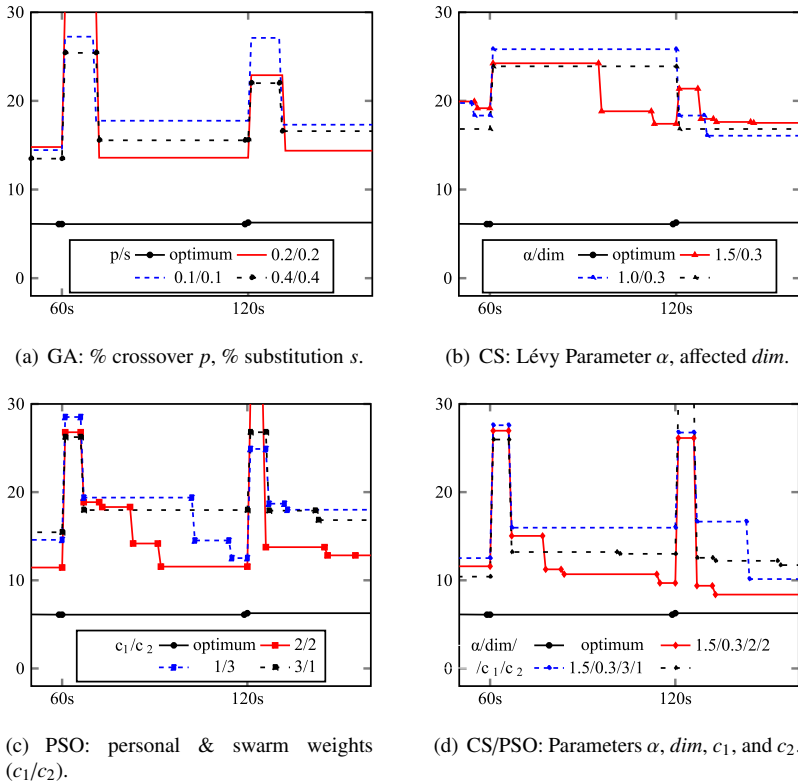 30
20
10
0
p/s optimum 0.2/0.2
0.1/0.1 0.4/0.4
60s 120s
(a) GA: % crossover p, % substitution s.
30
20
10
0
α/dim optimum 1.5/0.3
1.0/0.3
60s 120s
(b) CS: Lévy Parameter α, affected dim.
30
20
10
0
c1/c2 optimum 2/2
1/3 3/1
60s 120s
(c) PSO: personal & swarm weights
(c1/c2).
30
20
10
0
α/dim/ optimum 1.5/0.3/2/2
/c1/c2 1.5/0.3/3/1
60s 120s
(d) CS/PSO: Parameters α, dim, c1, and c2.